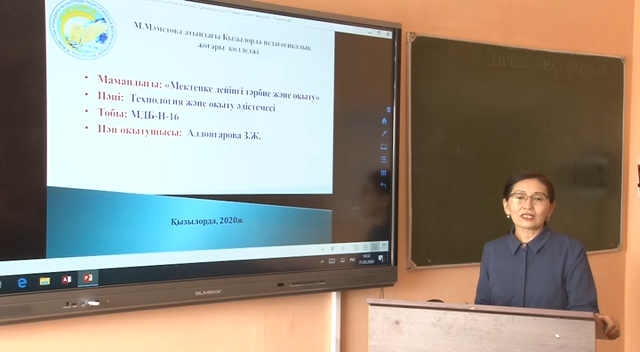 М.Мәметова атындағы Қызылорда педагогикалық
жоғары колледжі
• Мамандығы: «Мектепке дейінгі тәрбие және оқыту»
• Пәні: Технология және оқыту әдістемесі
• Тобы: МДБ-Н-16
• Пән оқытушысы: Алдонгарова З.Ж.
Қызылорда, 2020ж
РУС